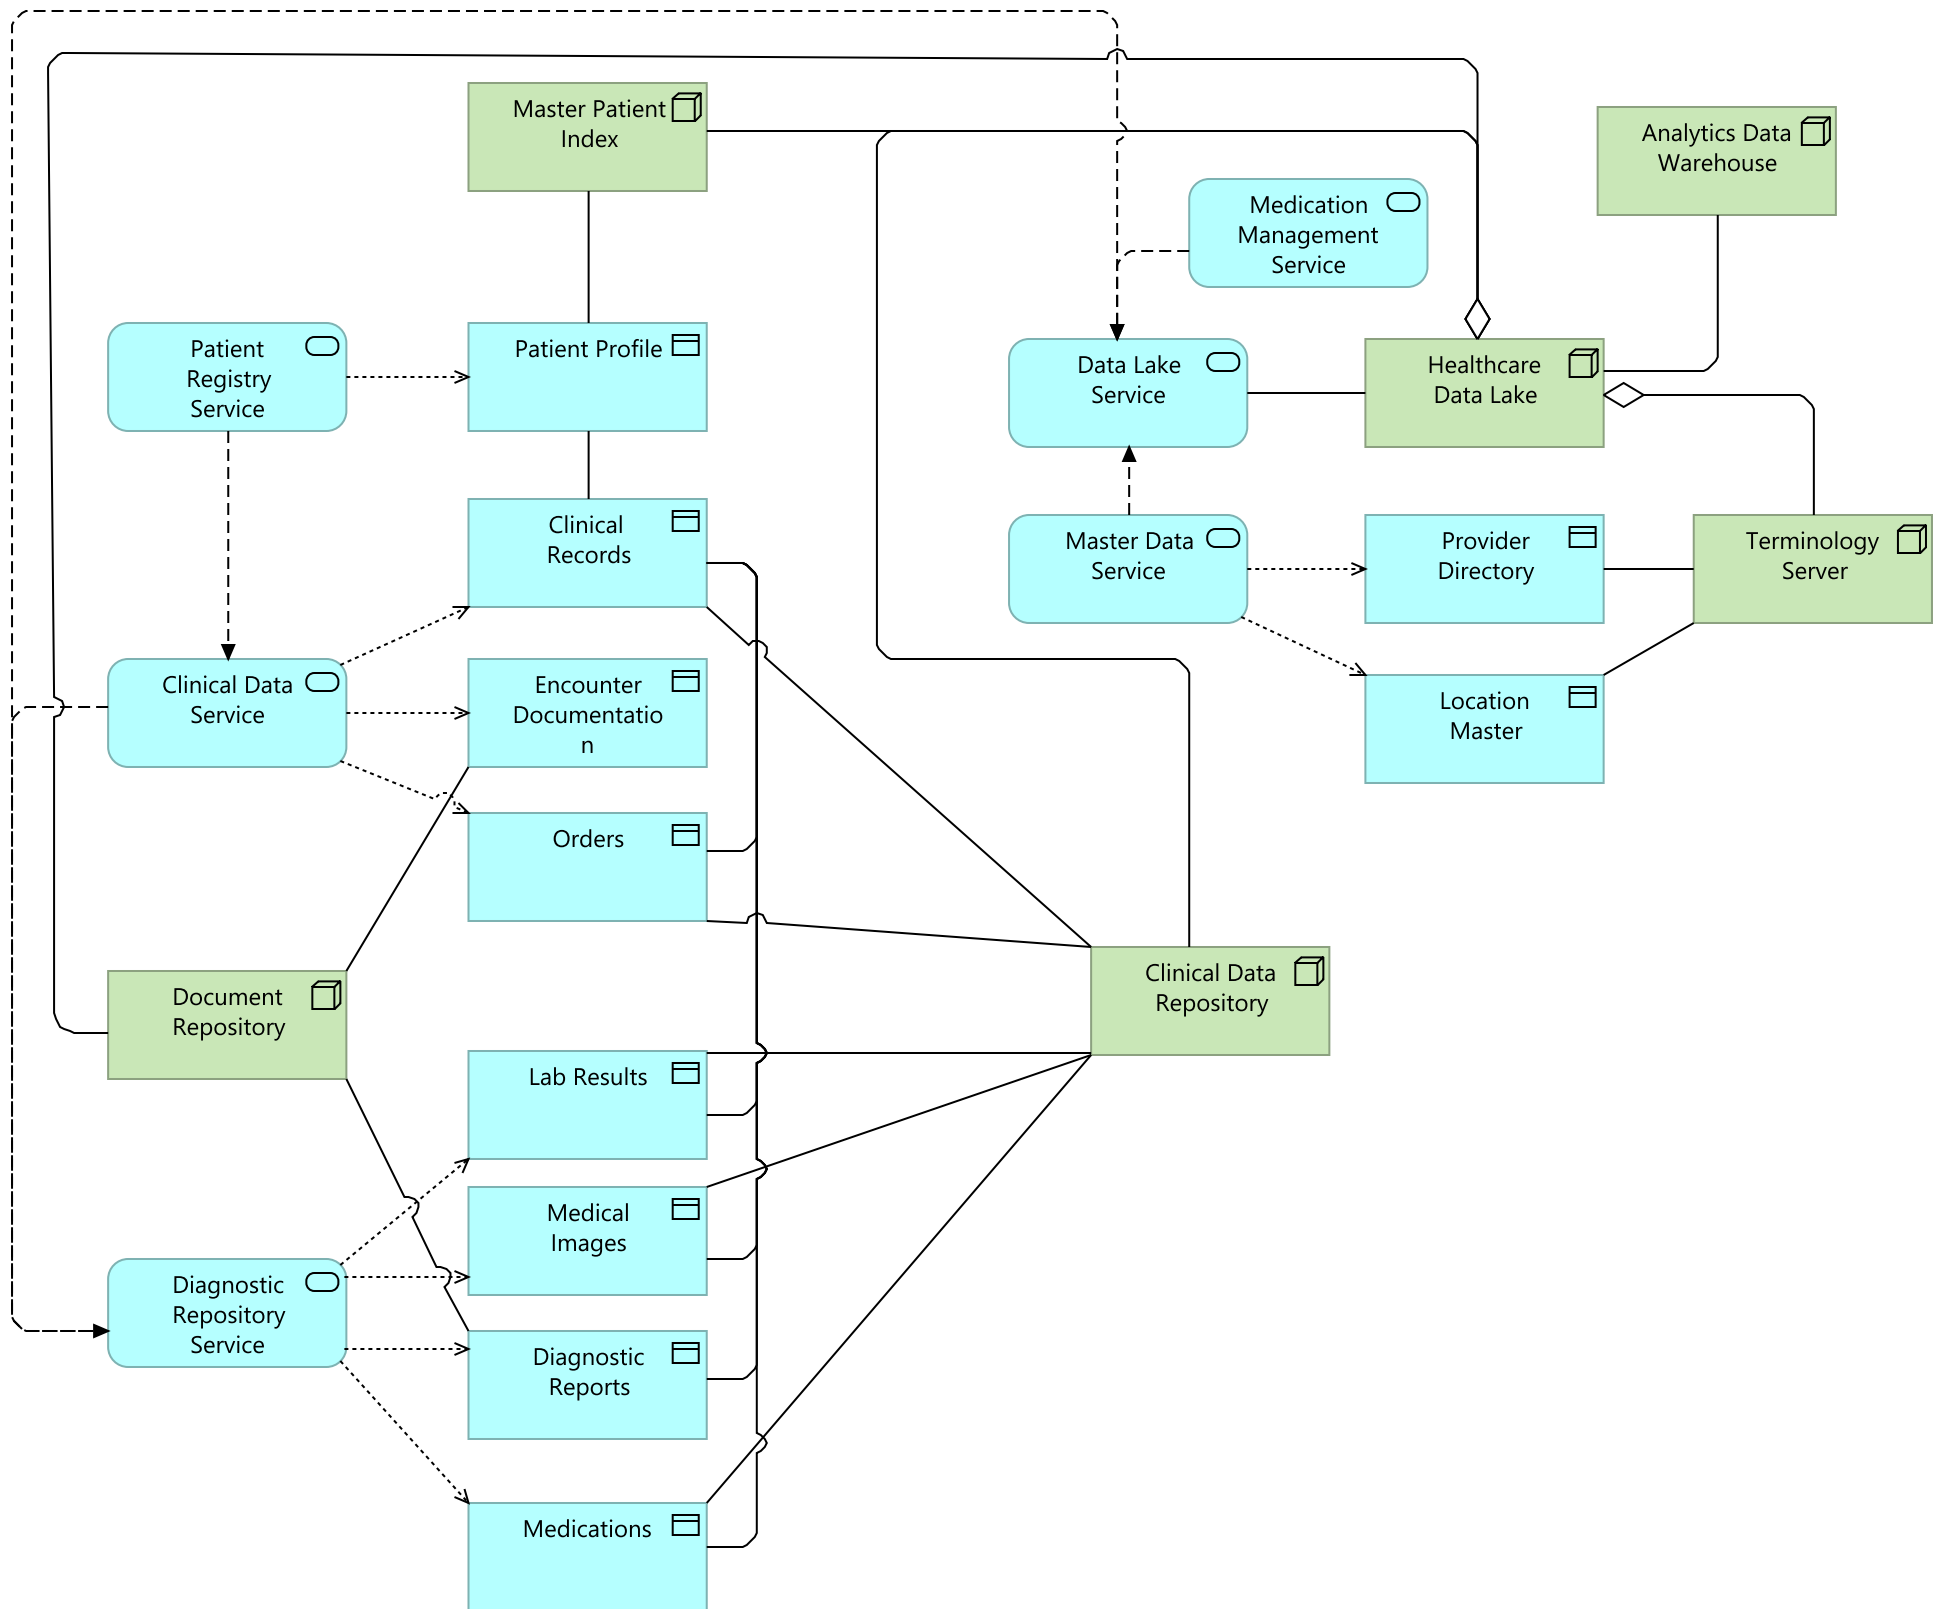 Master Patient
Index
Analytics Data
Warehouse
Medication
Management
Service
Patient
Registry
Service
Patient Profile
Data Lake
Service
Healthcare
Data Lake
Clinical
Records
Master Data
Service
Provider
Directory
Terminology
Server
Clinical Data
Service
Encounter
Documentatio
n
Location
Master
Orders
Document
Repository
Clinical Data
Repository
Lab Results
Medical
Images
Diagnostic
Repository
Service
Diagnostic
Reports
Medications